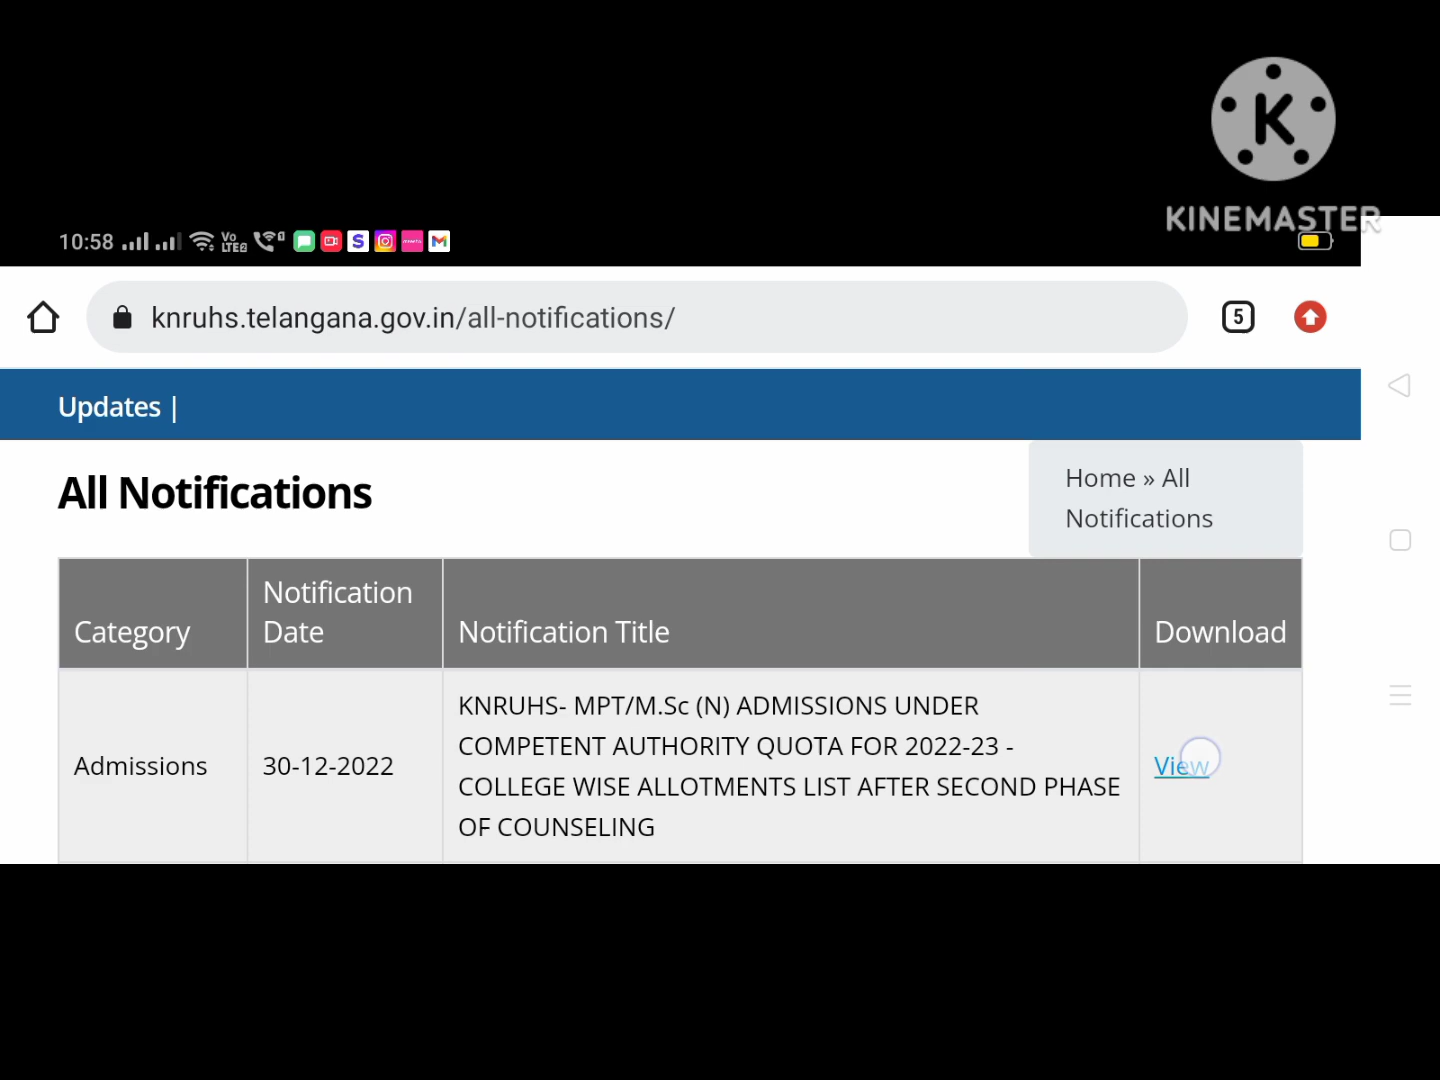 K
KINEMASTER
10:58 Vo LTE2
knruhs.telangana.gov.in/all-notifications/
5
Updates |
All Notifications
Home » All
Notifications
Category
Notification
Date
Notification Title
Download
Admissions
30-12-2022
KNRUHS- MPT/M.Sc (N) ADMISSIONS UNDER
COMPETENT AUTHORITY QUOTA FOR 2022-23 -
COLLEGE WISE ALLOTMENTS LIST AFTER SECOND PHASE
OF COUNSELING
View